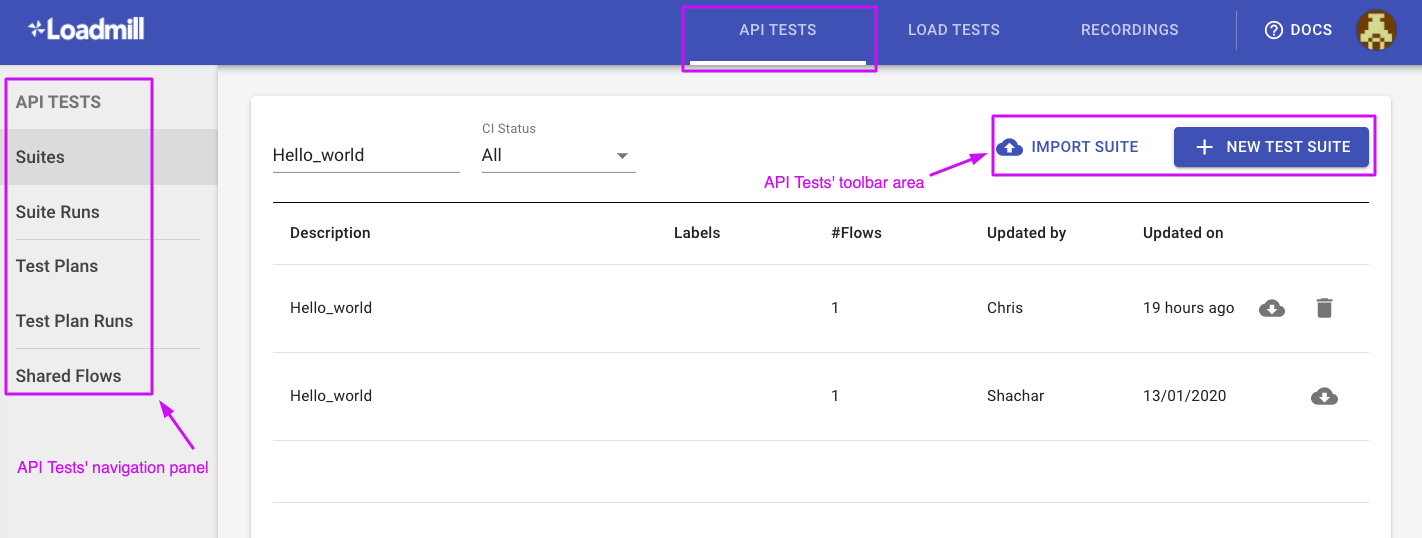 Loadmill
API TESTS
LOAD TESTS
RECORDINGS
DOCS
API TESTS
Suites
Suite Runs
Test Plans
Test Plan Runs
Shared Flows
API Tests' navigation panel
CI Status
Hello_world
All
IMPORT SUITE
NEW TEST SUITE
API Tests' toolbar area
Description Labels #Flows Updated by Updated on
Hello_world 1 Chris 19 hours ago
Hello_world 1 Shachar 13/01/2020